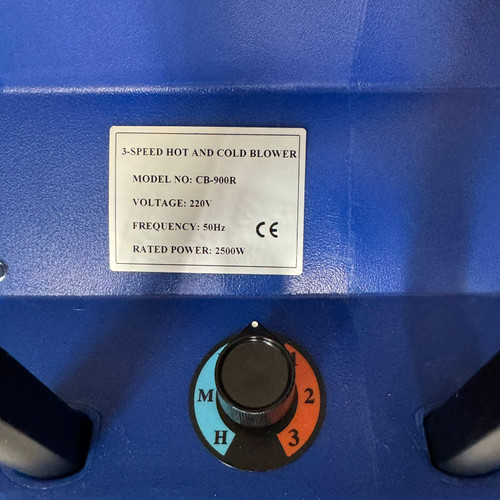 3-SPEED HOT AND COLD BLOWER
MODEL NO: CB-900R
VOLTAGE: 220V
FREQUENCY: 50Hz
CE
RATED POWER: 2500W
1
M 2
H 3